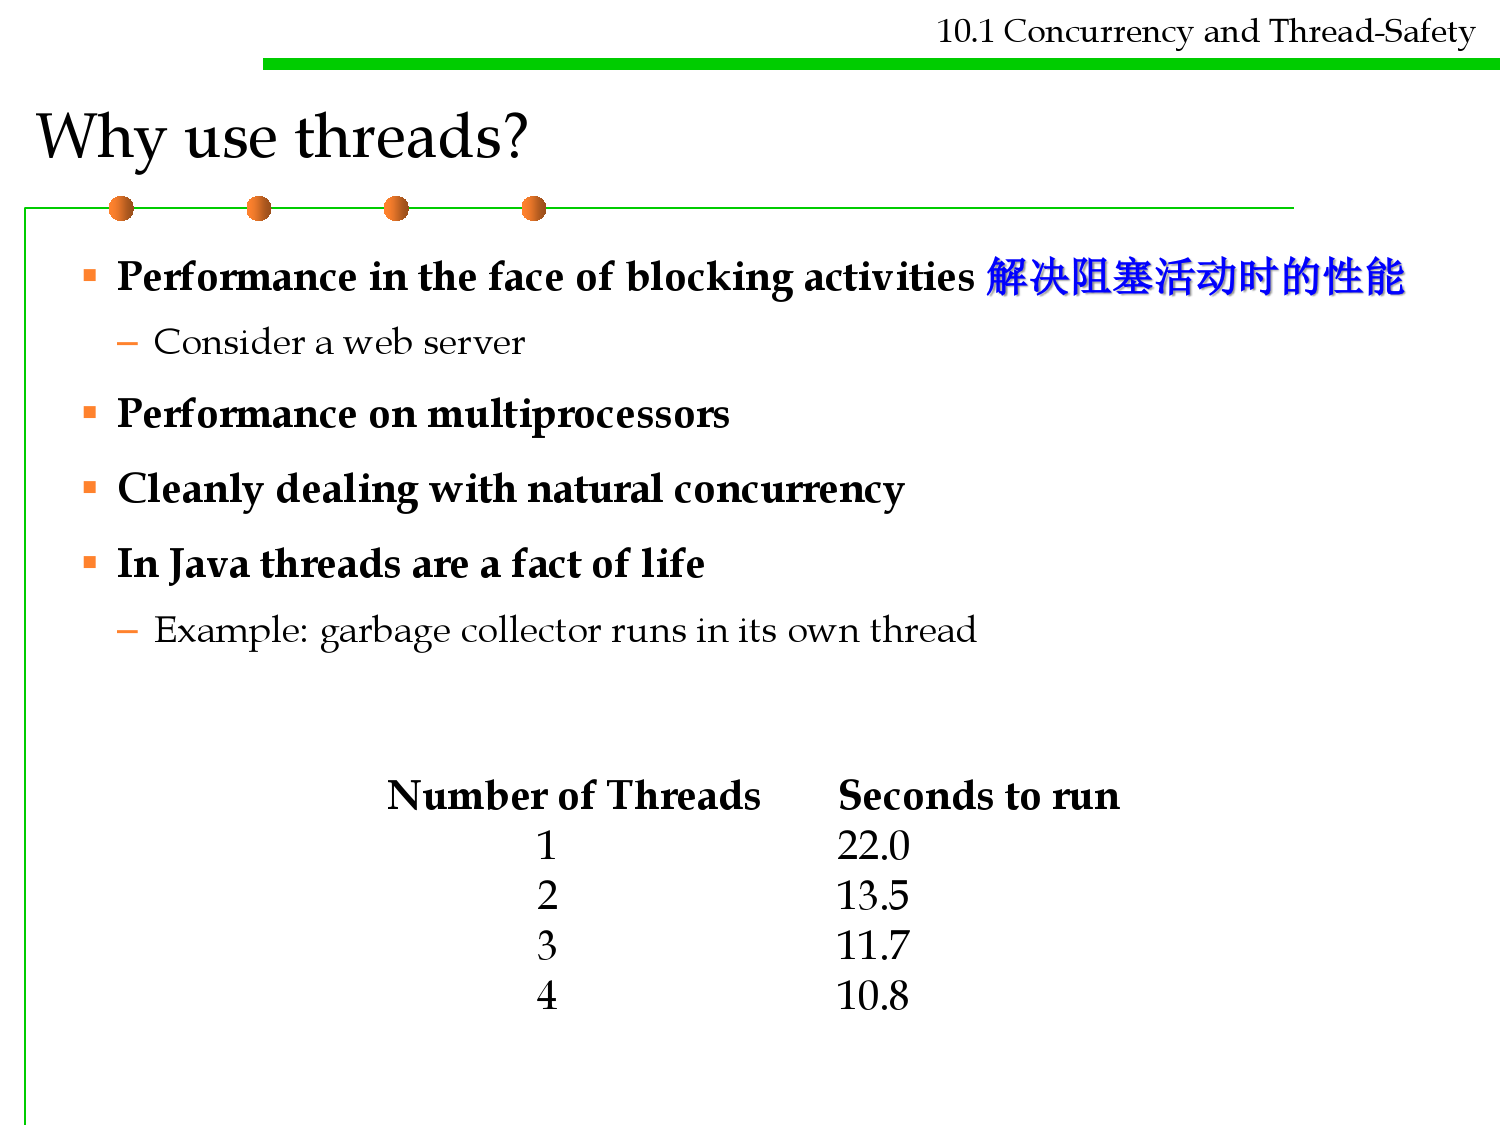 10.1 Concurrency and Thread-Safety
Why use threads?
▪ Performance in the face of blocking activities 解决阻塞活动时的性能
– Consider a web server
▪ Performance on multiprocessors
▪ Cleanly dealing with natural concurrency
▪ In Java threads are a fact of life
– Example: garbage collector runs in its own thread
Number of Threads Seconds to run
1 22.0
2 13.5
3 11.7
4 10.8